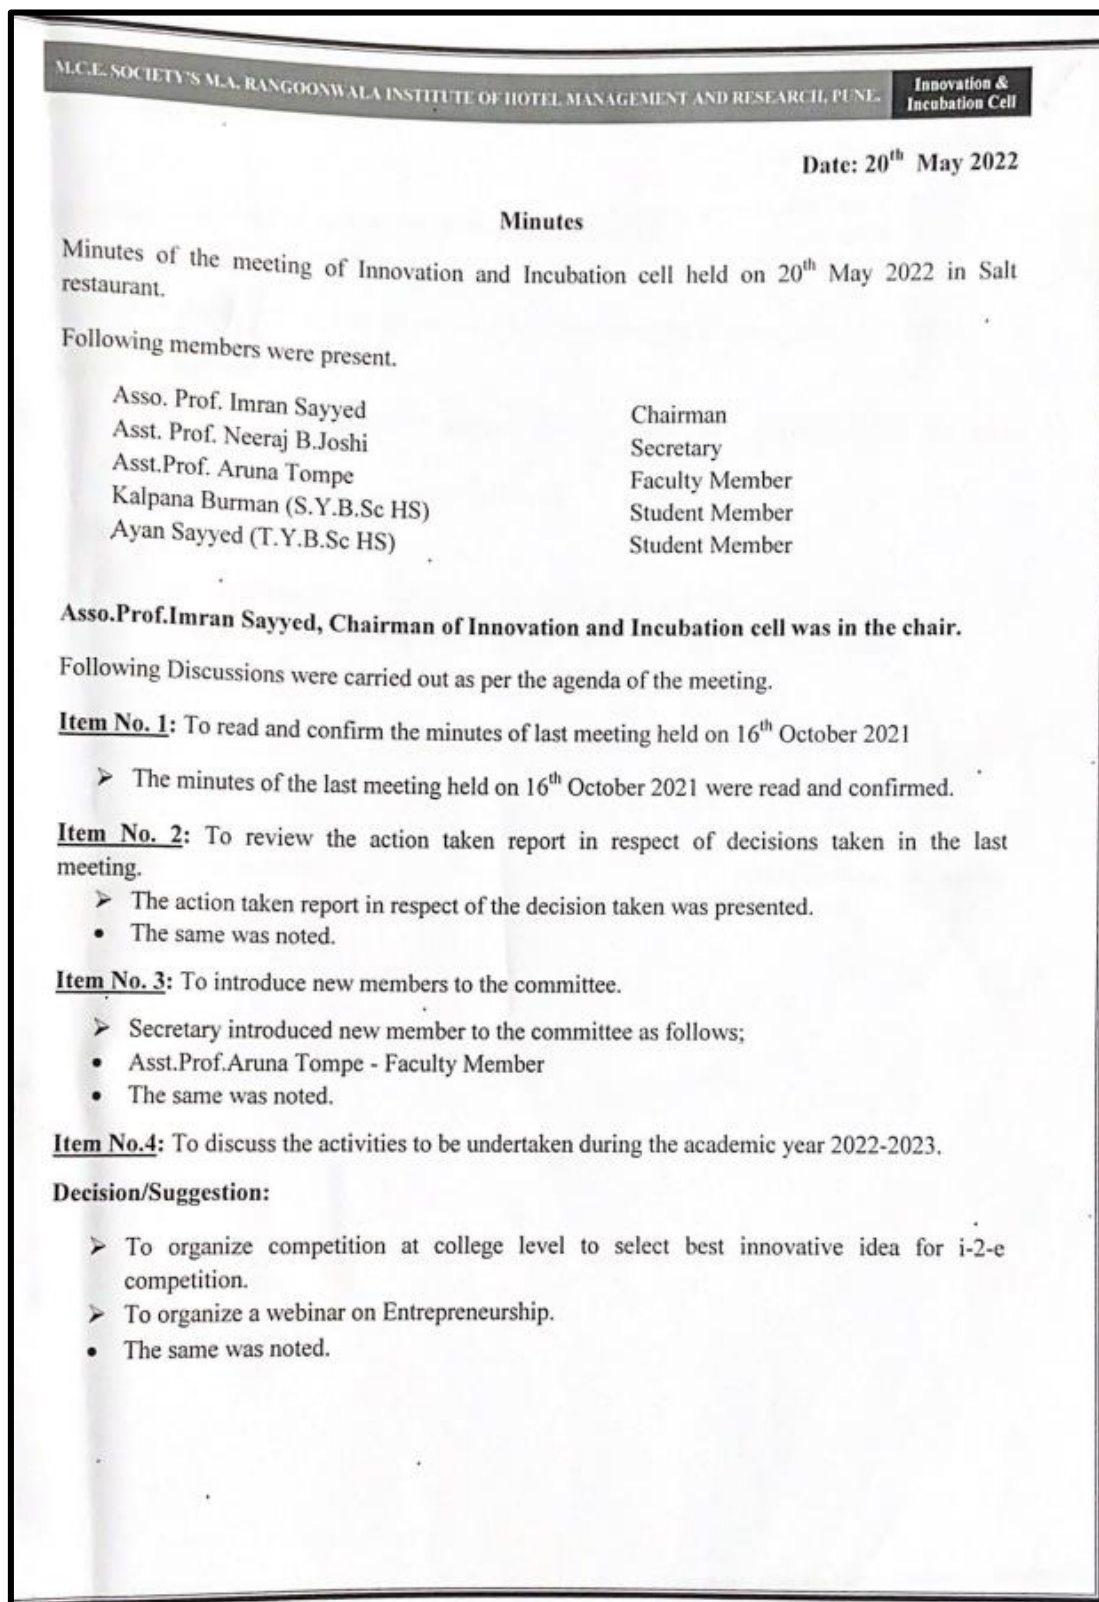 M.C.E. SOCIETY'S M.A. RANGOONWALA INSTITUTE OF HOTEL MANAGEMENT AND RESEARCH, PUNE.
Innovation &
Incubation Cell
Date: 20th May 2022
Minutes
Minutes of the meeting of Innovation and Incubation cell held on 20th May 2022 in Salt
restaurant.
Following members were present.
Asso. Prof. Imran Sayyed Chairman
Asst. Prof. Neeraj B.Joshi Secretary
Asst.Prof. Aruna Tompe Faculty Member
Kalpana Burman (S.Y.B.Sc HS) Student Member
Ayan Sayyed (T.Y.B.Sc HS) Student Member
Asso.Prof.Imran Sayyed, Chairman of Innovation and Incubation cell was in the chair.
Following Discussions were carried out as per the agenda of the meeting.
Item No. 1: To read and confirm the minutes of last meeting held on 16th October 2021
➢ The minutes of the last meeting held on 16th October 2021 were read and confirmed.
Item No. 2: To review the action taken report in respect of decisions taken in the last
meeting.
➢ The action taken report in respect of the decision taken was presented.
• The same was noted.
Item No. 3: To introduce new members to the committee.
➢ Secretary introduced new member to the committee as follows;
• Asst.Prof.Aruna Tompe - Faculty Member
• The same was noted.
Item No.4: To discuss the activities to be undertaken during the academic year 2022-2023.
Decision/Suggestion:
➢ To organize competition at college level to select best innovative idea for i-2-e
competition.
➢ To organize a webinar on Entrepreneurship.
• The same was noted.